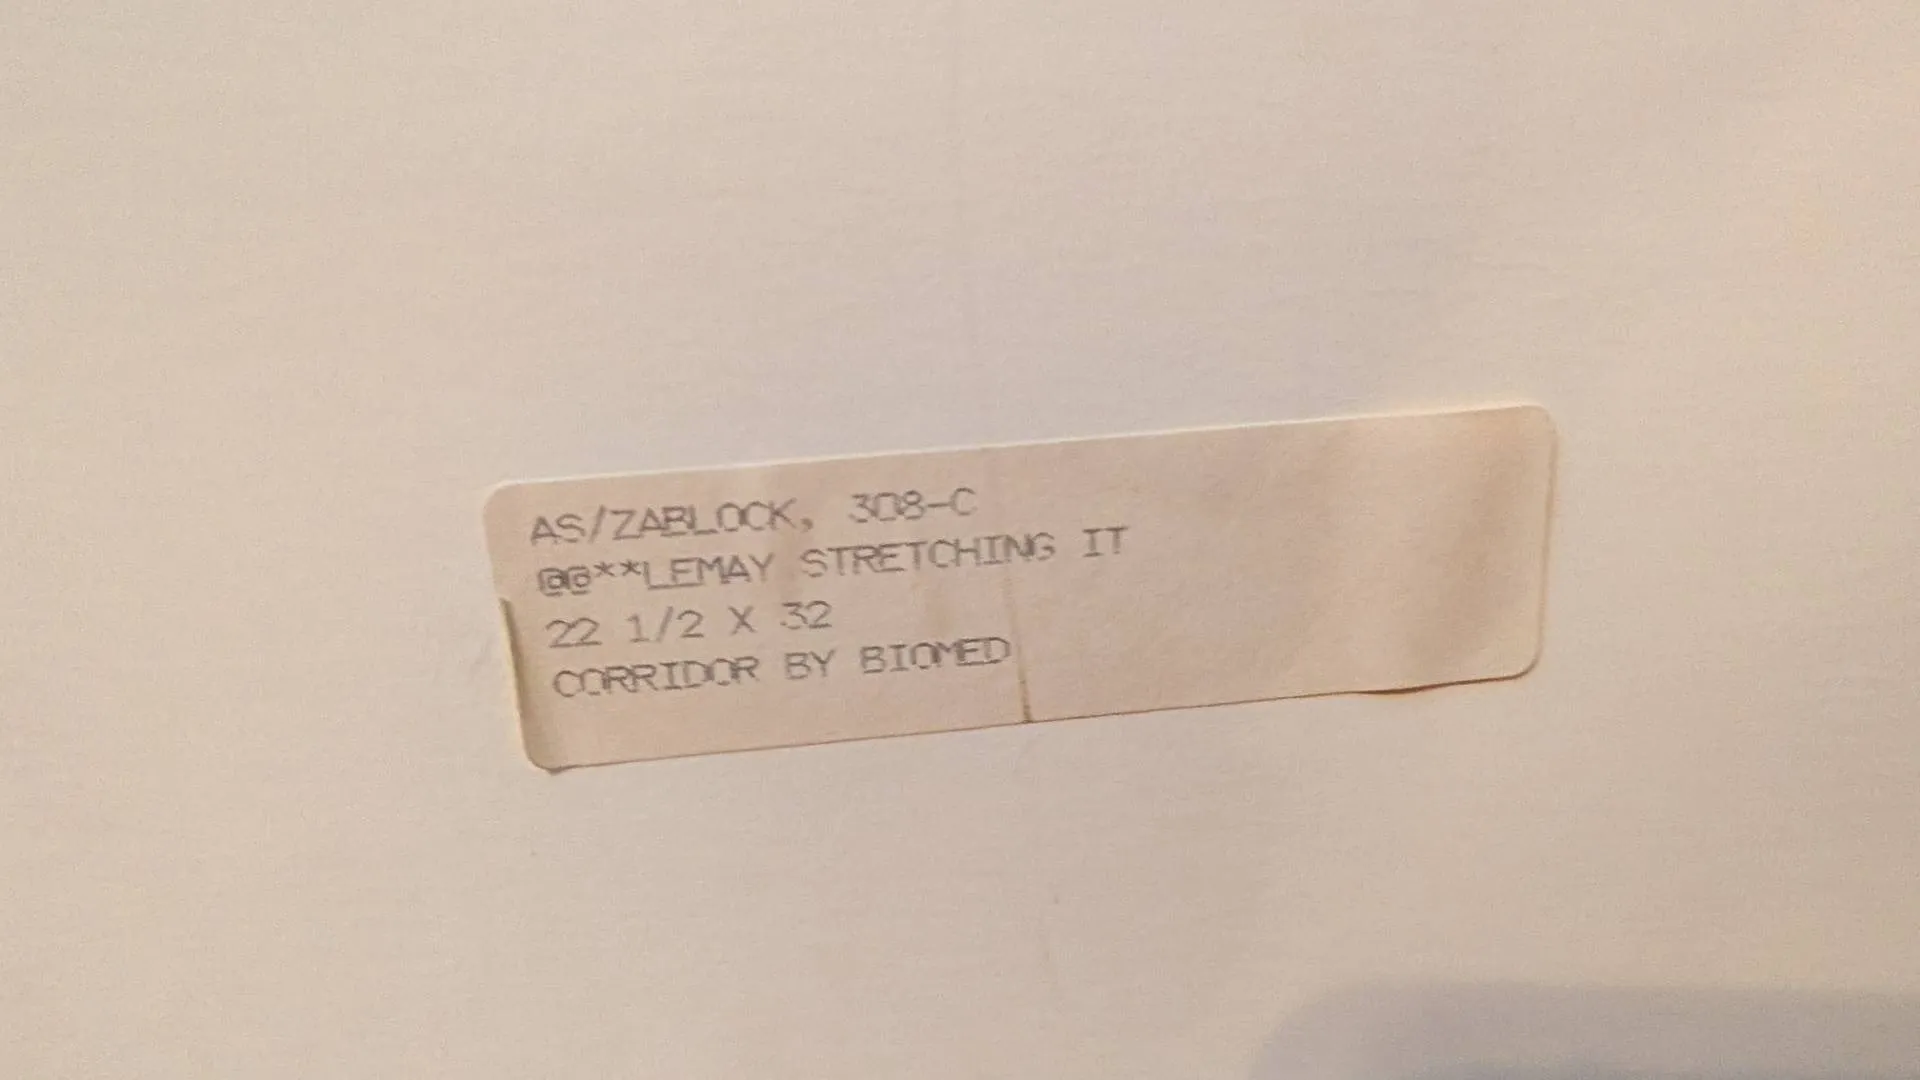 AS/ZABLOCK, 308-C
@@**LEMAY STRETCHING IT
22 1/2 X 32
CORRIDOR BY BIOMED